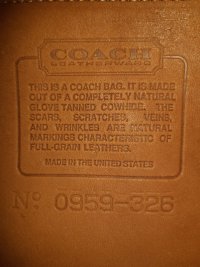 COACH
LEATHERWARE
THIS IS A COACH BAG. IT IS MADE
OUT OF A COMPLETELY NATURAL
GLOVE TANNED COWHIDE. THE
SCARS, SCRATCHES, VEINS,
AND WRINKLES ARE NATURAL
MARKINGS CHARACTERISTIC OF
FULL-GRAIN LEATHERS.
MADE IN THE UNITED STATES
No 0959-326